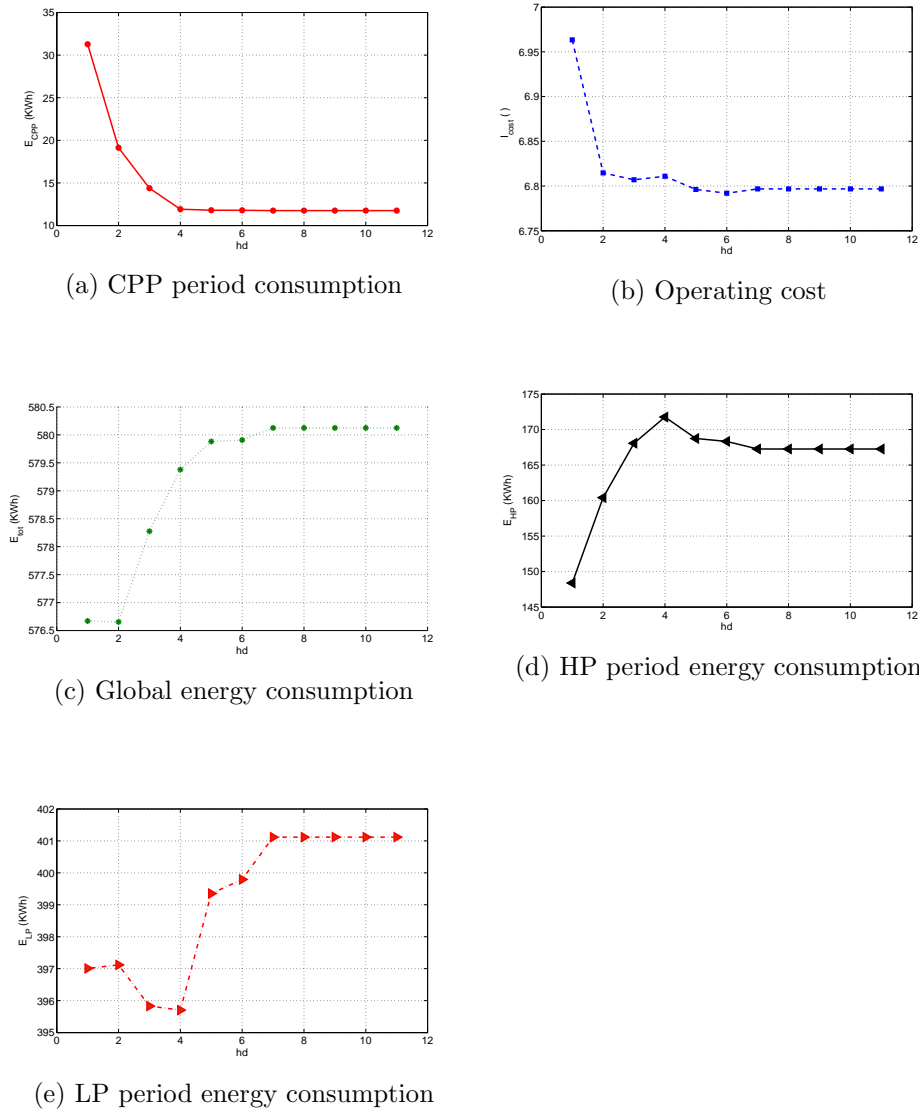 35
30
25
20
15
10
0 2 4 6 8 10 12
hd
E_CPP (KWh)
(a) CPP period consumption
7
6.95
6.9
6.85
6.8
6.75
0 2 4 6 8 10 12
hd
I_cost ( )
(b) Operating cost
580.5
580
579.5
579
578.5
578
577.5
577
576.5
0 2 4 6 8 10 12
hd
E_tot (KWh)
(c) Global energy consumption
175
170
165
160
155
150
145
0 2 4 6 8 10 12
hd
E_HP (KWh)
(d) HP period energy consumption
402
401
400
399
398
397
396
395
0 2 4 6 8 10 12
hd
E_LP (KWh)
(e) LP period energy consumption